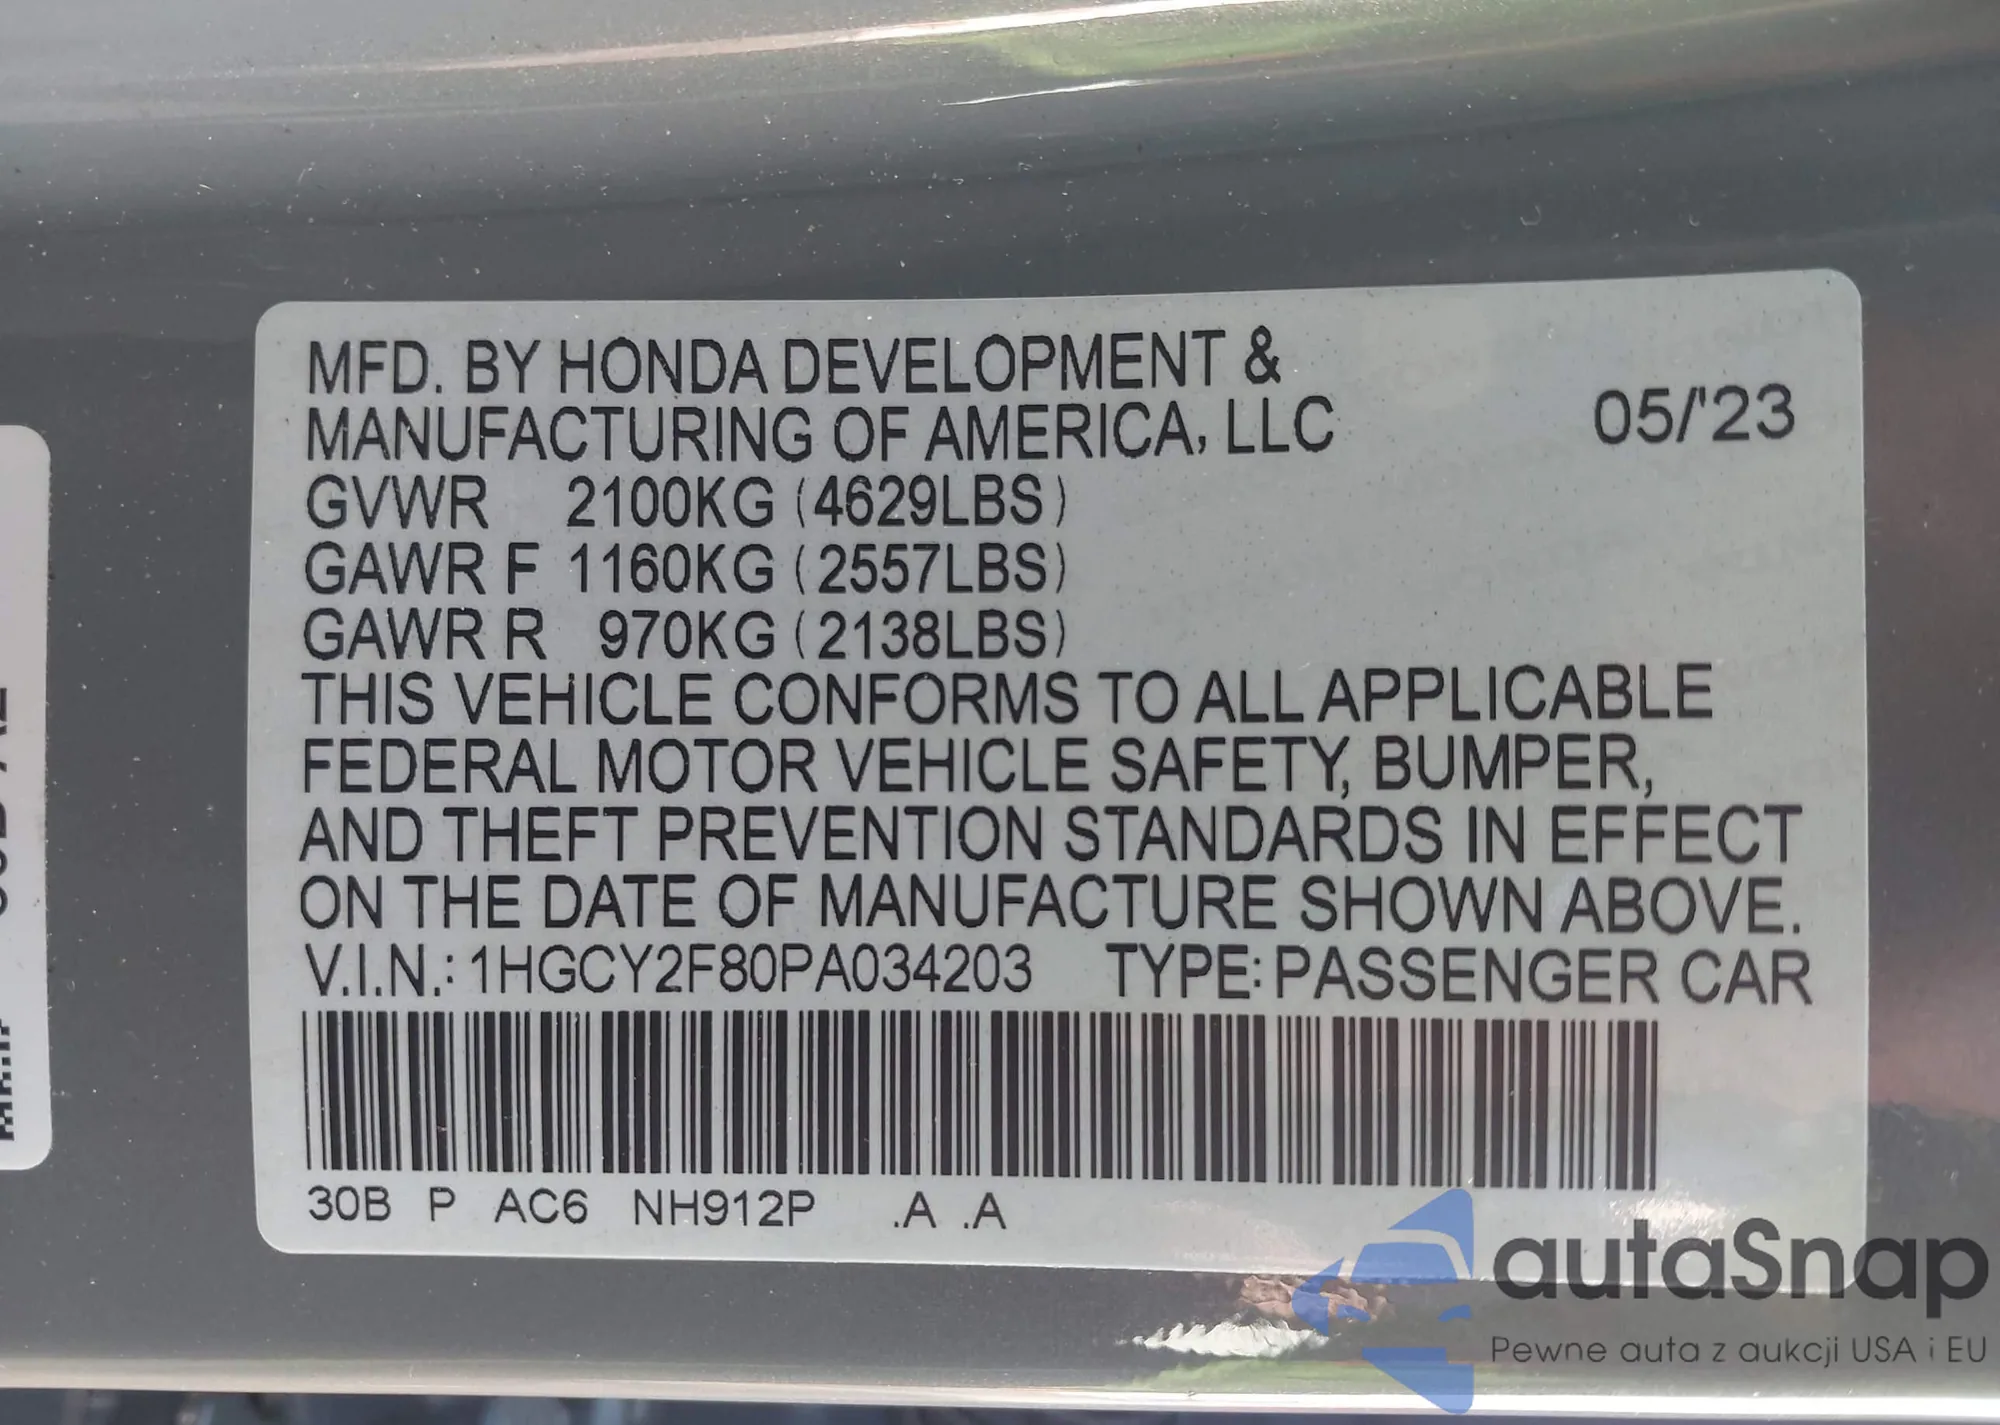 MFD. BY HONDA DEVELOPMENT &
MANUFACTURING OF AMERICA, LLC
05/'23
GVWR 2100KG (4629LBS)
GAWR F 1160KG (2557LBS)
GAWR R 970KG (2138LBS)
THIS VEHICLE CONFORMS TO ALL APPLICABLE
FEDERAL MOTOR VEHICLE SAFETY, BUMPER,
AND THEFT PREVENTION STANDARDS IN EFFECT
ON THE DATE OF MANUFACTURE SHOWN ABOVE.
V.I.N.: 1HGCY2F80PA034203 TYPE: PASSENGER CAR
30B P AC6 NH912P .A .A
autaSnap
Pewne auta z aukcji USA i EU